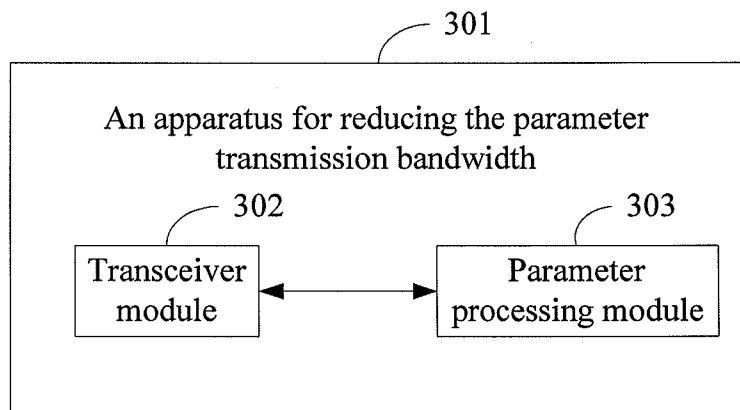 301
An apparatus for reducing the parameter
transmission bandwidth
302
303
Transceiver
module
Parameter
processing module